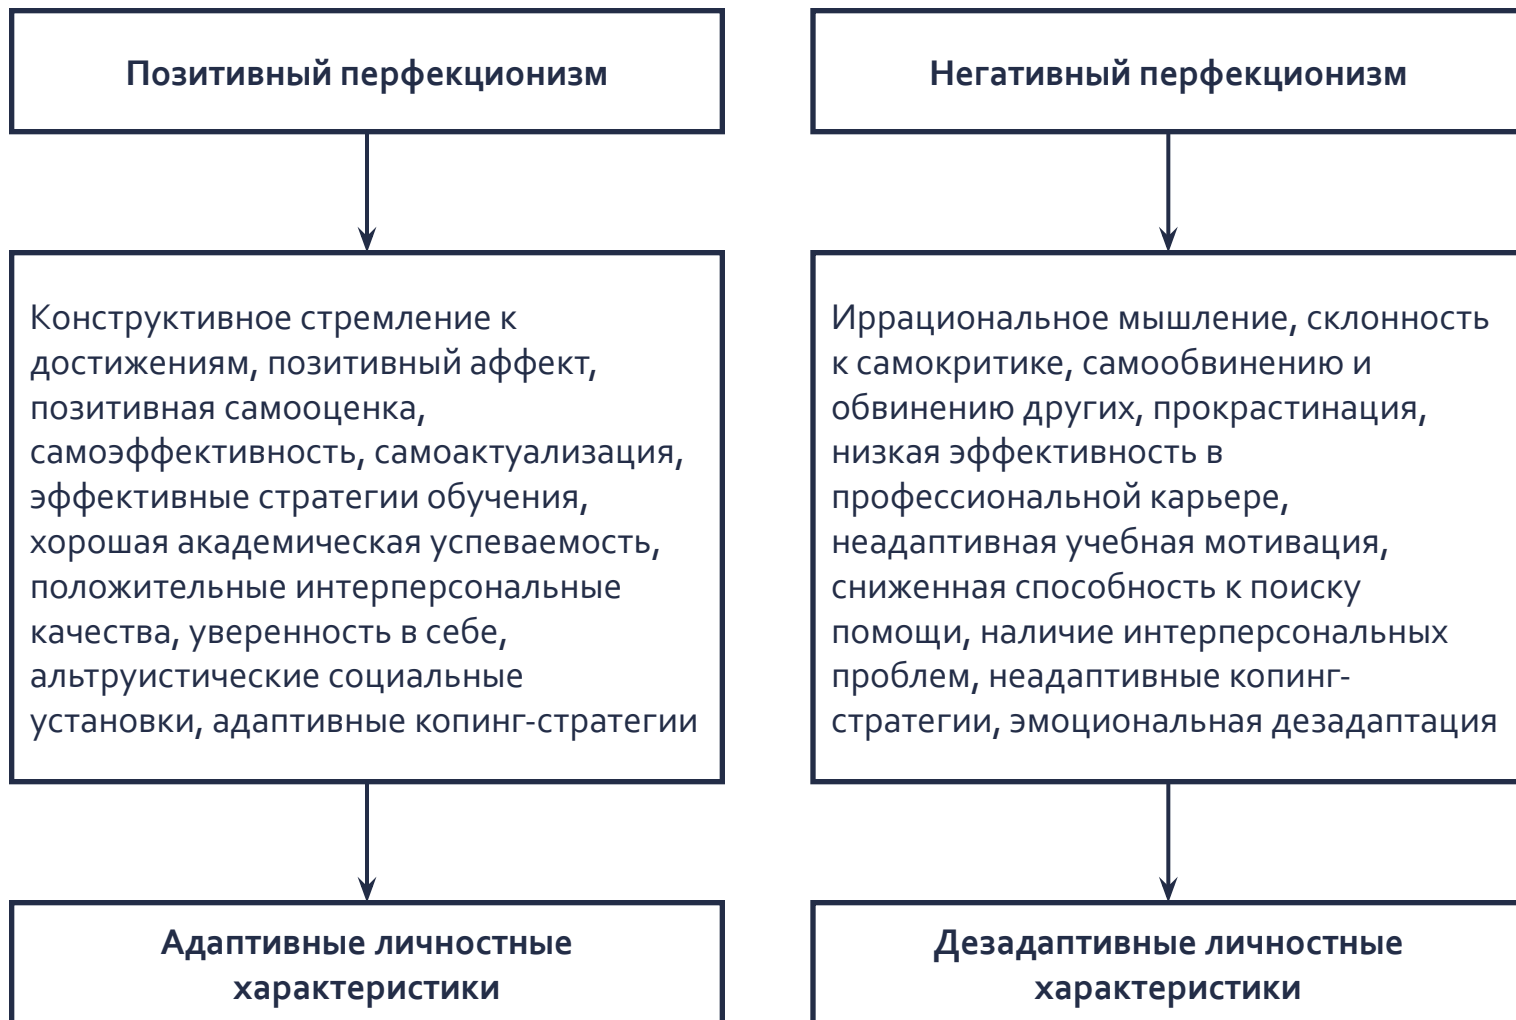 Позитивный перфекционизм
Негативный перфекционизм
Конструктивное стремление к
достижениям, позитивный аффект,
позитивная самооценка,
самоэффективность, самоактуализация,
эффективные стратегии обучения,
хорошая академическая успеваемость,
положительные интерперсональные
качества, уверенность в себе,
альтруистические социальные
установки, адаптивные копинг-стратегии
Иррациональное мышление, склонность
к самокритике, самообвинению и
обвинению других, прокрастинация,
низкая эффективность в
профессиональной карьере,
неадаптивная учебная мотивация,
сниженная способность к поиску
помощи, наличие интерперсональных
проблем, неадаптивные копинг-
стратегии, эмоциональная дезадаптация
Адаптивные личностные
характеристики
Дезадаптивные личностные
характеристики